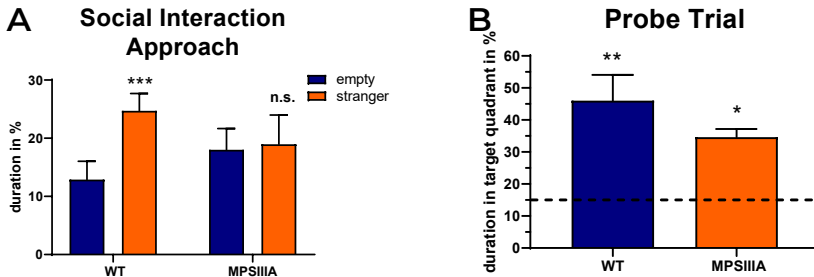 A
Social Interaction
Approach
duration in %
30
20
10
0
***
n.s.
empty
stranger
WT
MPSIIIA
B
Probe Trial
duration in target quadrant in %
60
50
40
30
20
10
0
**
*
WT
MPSIIIA